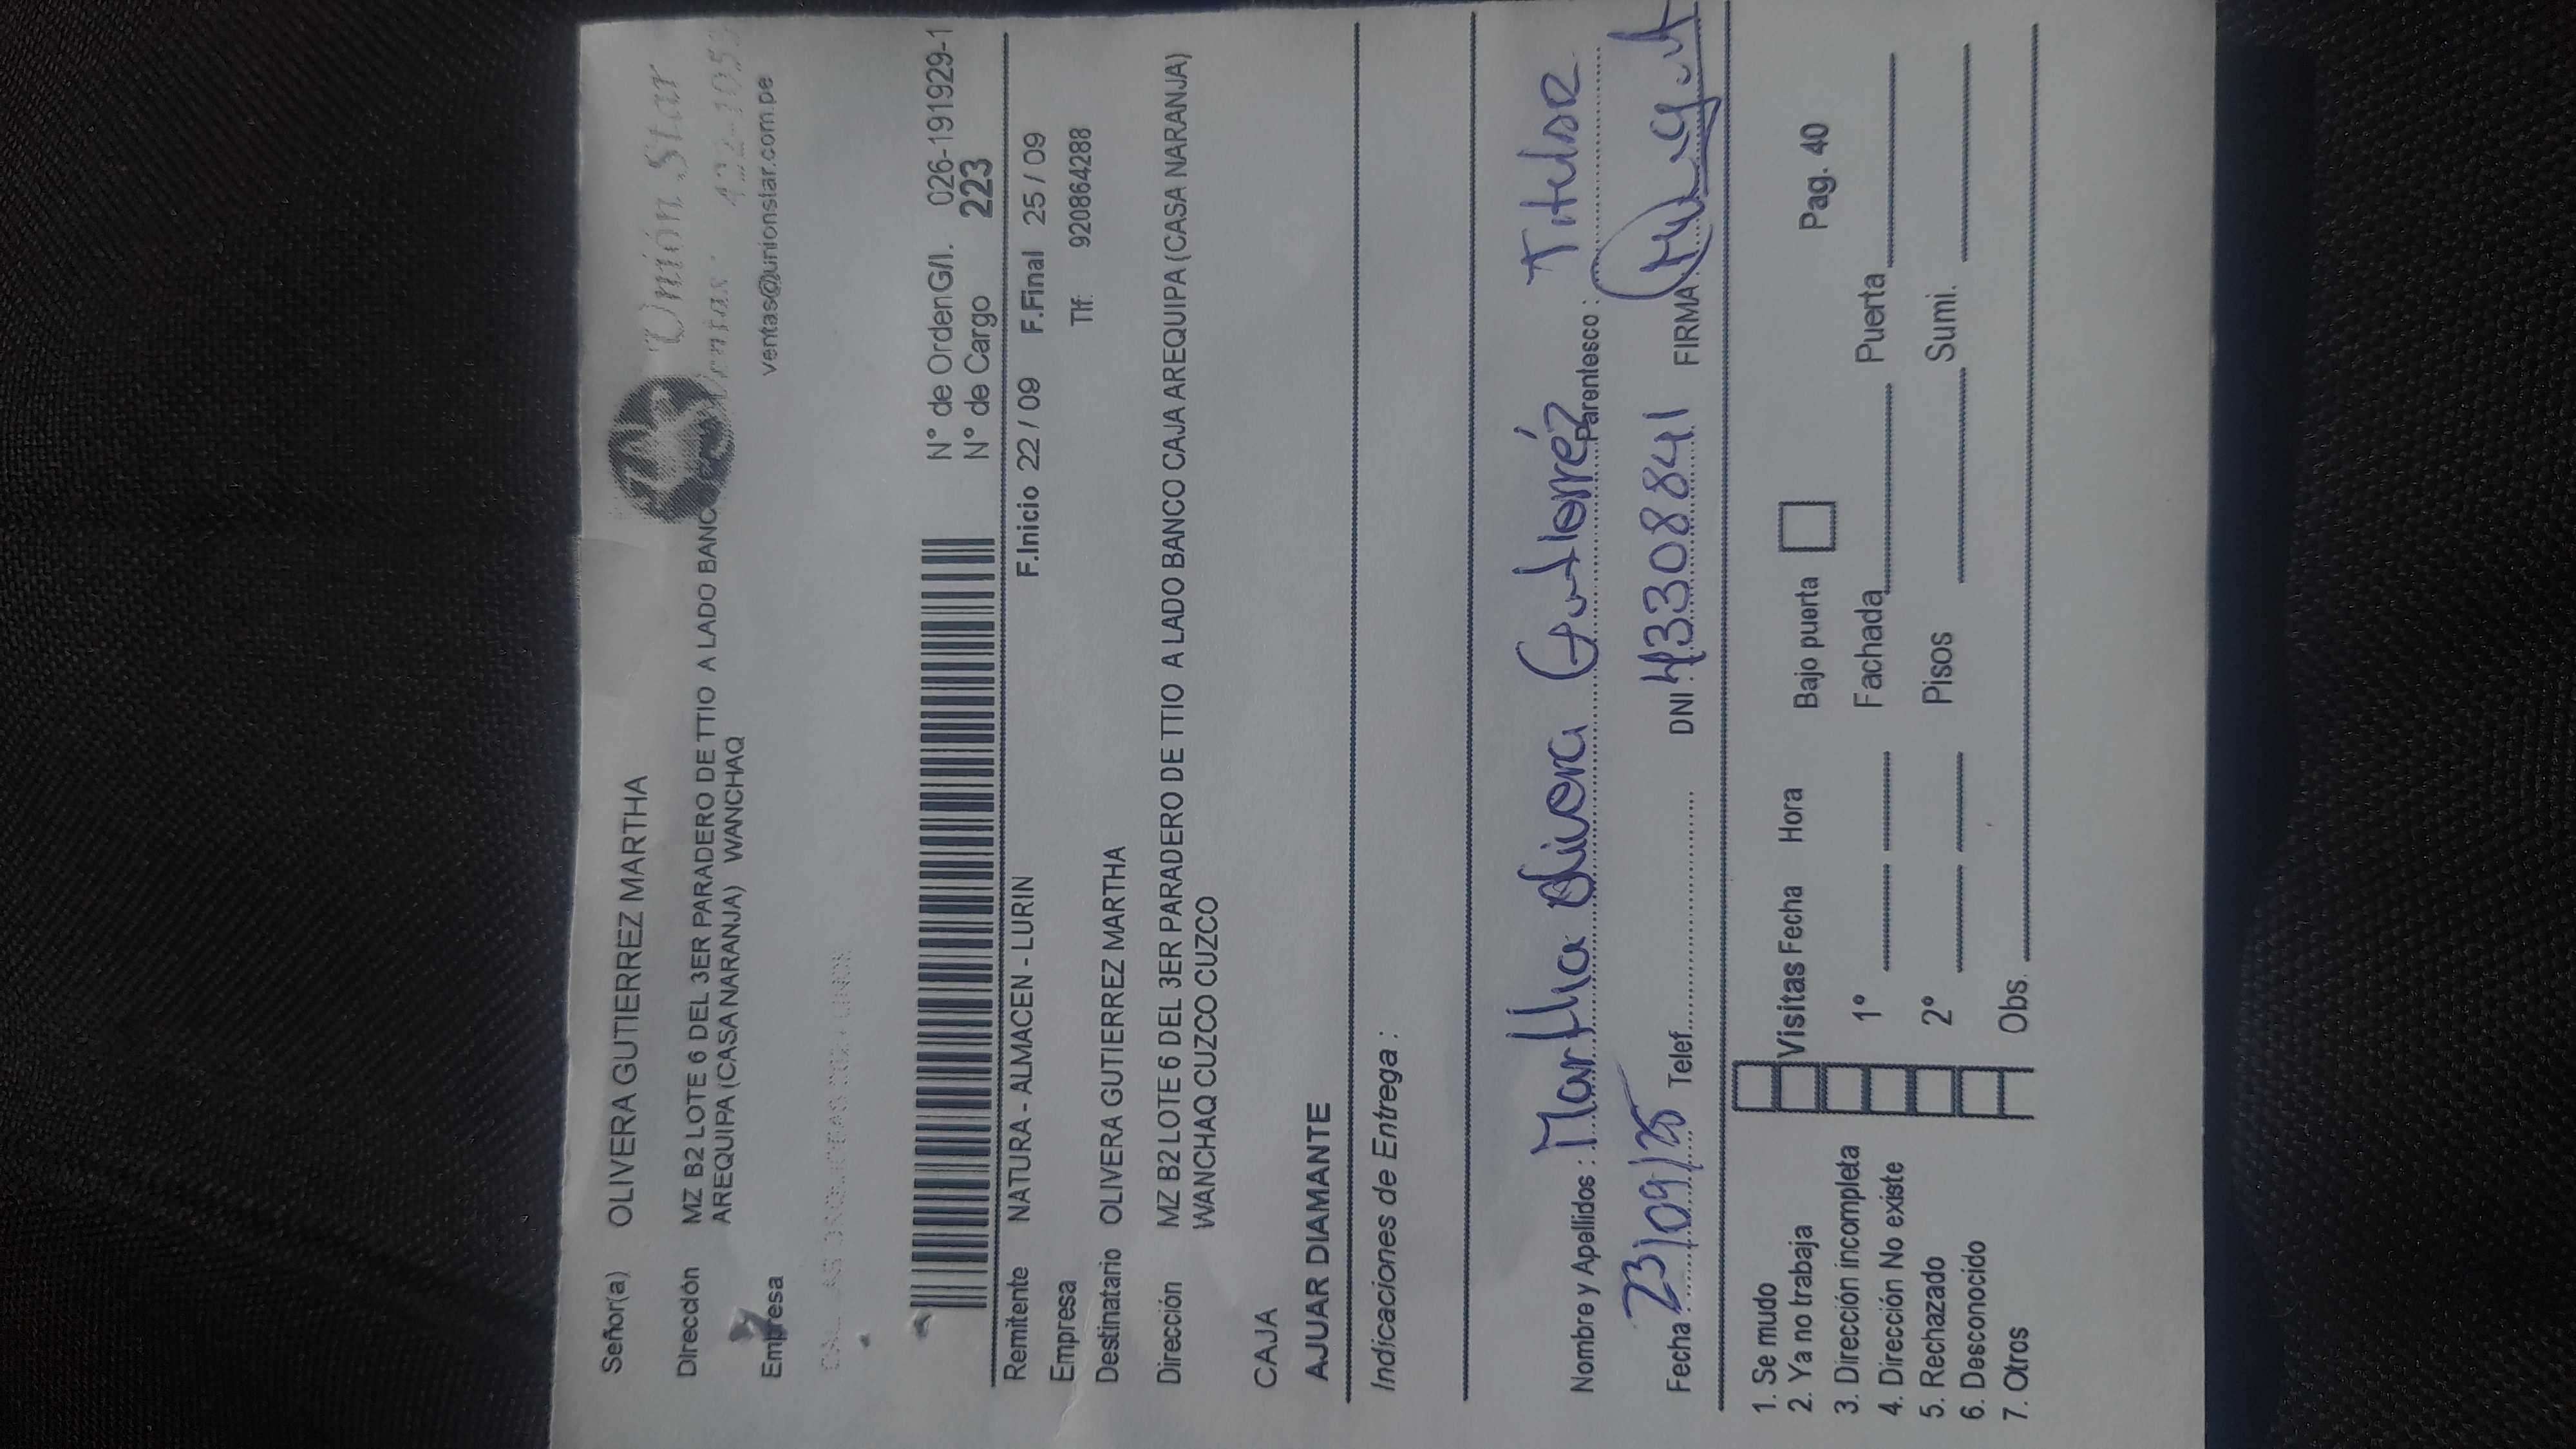 Unión Star
Señor(a) OLIVERA GUTIERREZ MARTHA
Dirección MZ B2 LOTE 6 DEL 3ER PARADERO DE TTIO A LADO BANCO
AREQUIPA (CASA NARANJA) WANCHAQ
ventas@unionstar.com.pe
Empresa
N° de OrdenG/I. 026-191929-1
N° de Cargo 223
Remitente NATURA - ALMACEN - LURIN F.Inicio 22 / 09 F.Final 25 / 09
Empresa Tlf: 920864288
Destinatario OLIVERA GUTIERREZ MARTHA
Dirección MZ B2 LOTE 6 DEL 3ER PARADERO DE TTIO A LADO BANCO CAJA AREQUIPA (CASA NARANJA)
WANCHAQ CUZCO CUZCO
CAJA
AJUAR DIAMANTE
Indicaciones de Entrega :
Nombre y Apellidos : Martha Olivera Gutierréz Parentesco : Titular
Fecha : 23/09/25 Telef. DNI : 43308841 FIRMA
1. Se mudo
2. Ya no trabaja Visitas Fecha Hora Bajo puerta Pag. 40
3. Dirección incompleta
4. Dirección No existe 1º Fachada Puerta
5. Rechazado
6. Desconocido 2º Pisos Sumi.
7. Otros Obs.